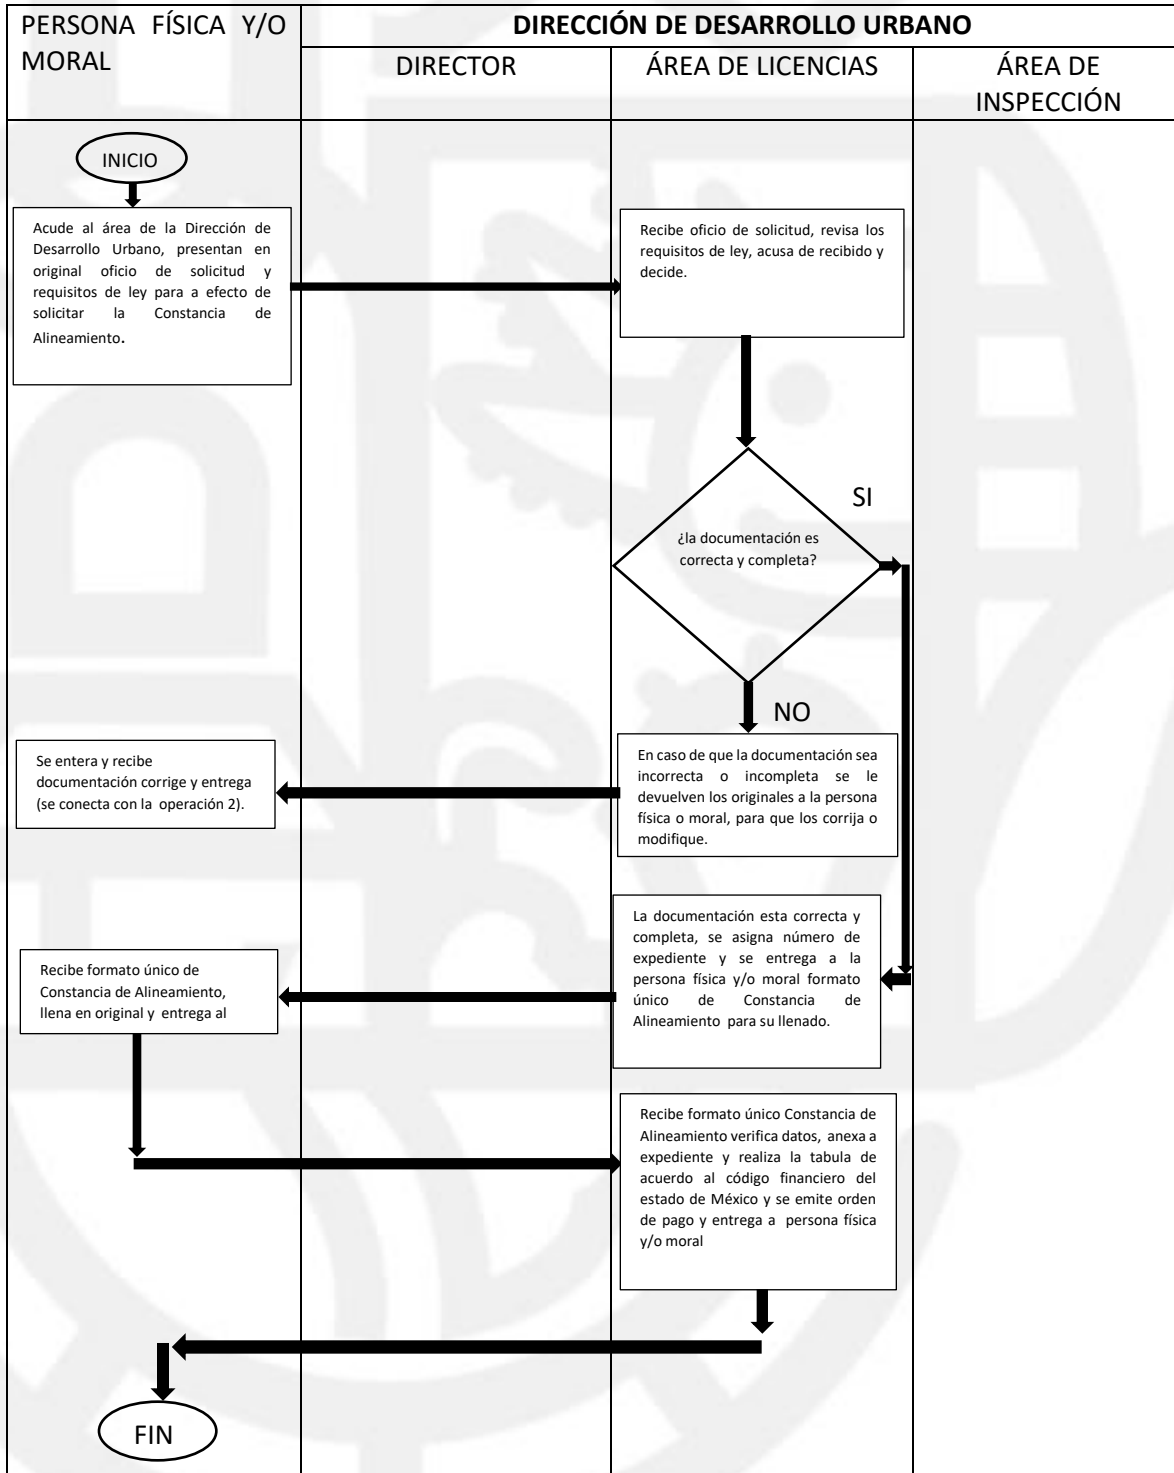 PERSONA FÍSICA Y/O
MORAL
DIRECCIÓN DE DESARROLLO URBANO
DIRECTOR
ÁREA DE LICENCIAS
ÁREA DE
INSPECCIÓN
INICIO
Acude al área de la Dirección de
Desarrollo Urbano, presentan en
original oficio de solicitud y
requisitos de ley para a efecto de
solicitar la Constancia de
Alineamiento.
Recibe oficio de solicitud, revisa los
requisitos de ley, acusa de recibido y
decide.
SI
¿la documentación es
correcta y completa?
NO
Se entera y recibe
documentación corrige y entrega
(se conecta con la operación 2).
En caso de que la documentación sea
incorrecta o incompleta se le
devuelven los originales a la persona
física o moral, para que los corrija o
modifique.
La documentación esta correcta y
completa, se asigna número de
expediente y se entrega a la
persona física y/o moral formato
único de Constancia de
Alineamiento para su llenado.
Recibe formato único de
Constancia de Alineamiento,
llena en original y entrega al
Recibe formato único Constancia de
Alineamiento verifica datos, anexa a
expediente y realiza la tabula de
acuerdo al código financiero del
estado de México y se emite orden
de pago y entrega a persona física
y/o moral
FIN